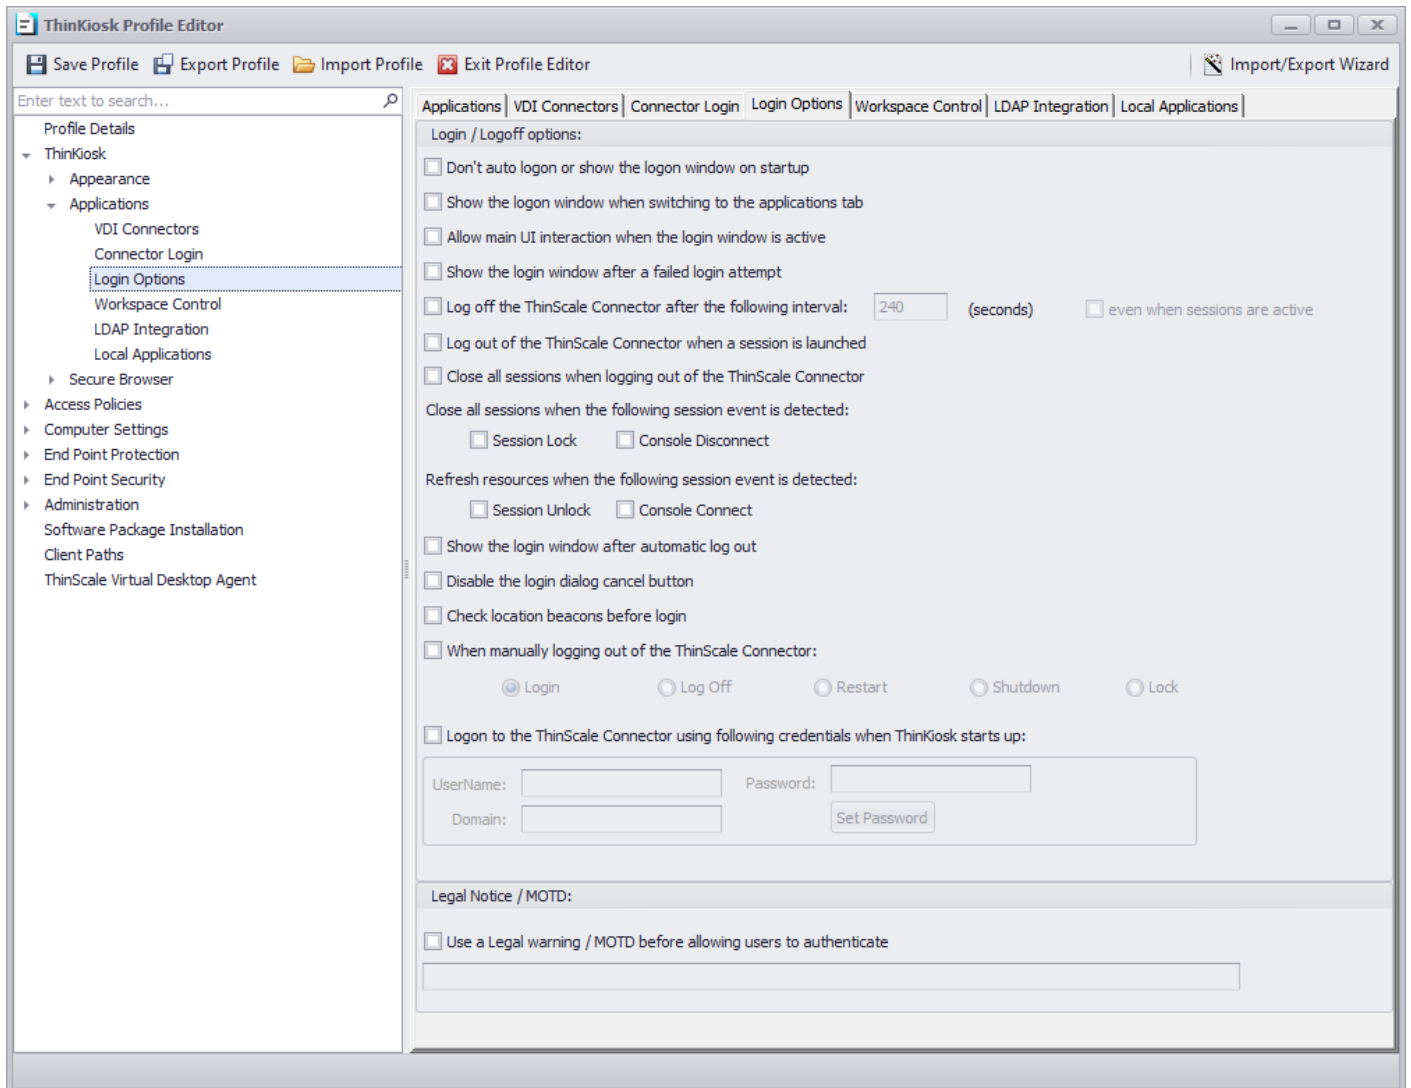 ThinKiosk Profile Editor
Save Profile Export Profile Import Profile Exit Profile Editor Import/Export Wizard
Enter text to search...
Profile Details
ThinKiosk
Appearance
Applications
VDI Connectors
Connector Login
Login Options
Workspace Control
LDAP Integration
Local Applications
Secure Browser
Access Policies
Computer Settings
End Point Protection
End Point Security
Administration
Software Package Installation
Client Paths
ThinScale Virtual Desktop Agent
Applications VDI Connectors Connector Login Login Options Workspace Control LDAP Integration Local Applications
Login / Logoff options:
Don't auto logon or show the logon window on startup
Show the logon window when switching to the applications tab
Allow main UI interaction when the login window is active
Show the login window after a failed login attempt
Log off the ThinScale Connector after the following interval: 240 (seconds) even when sessions are active
Log out of the ThinScale Connector when a session is launched
Close all sessions when logging out of the ThinScale Connector
Close all sessions when the following session event is detected:
Session Lock Console Disconnect
Refresh resources when the following session event is detected:
Session Unlock Console Connect
Show the login window after automatic log out
Disable the login dialog cancel button
Check location beacons before login
When manually logging out of the ThinScale Connector:
Login Log Off Restart Shutdown Lock
Logon to the ThinScale Connector using following credentials when ThinKiosk starts up:
UserName: Password:
Domain: Set Password
Legal Notice / MOTD:
Use a Legal warning / MOTD before allowing users to authenticate